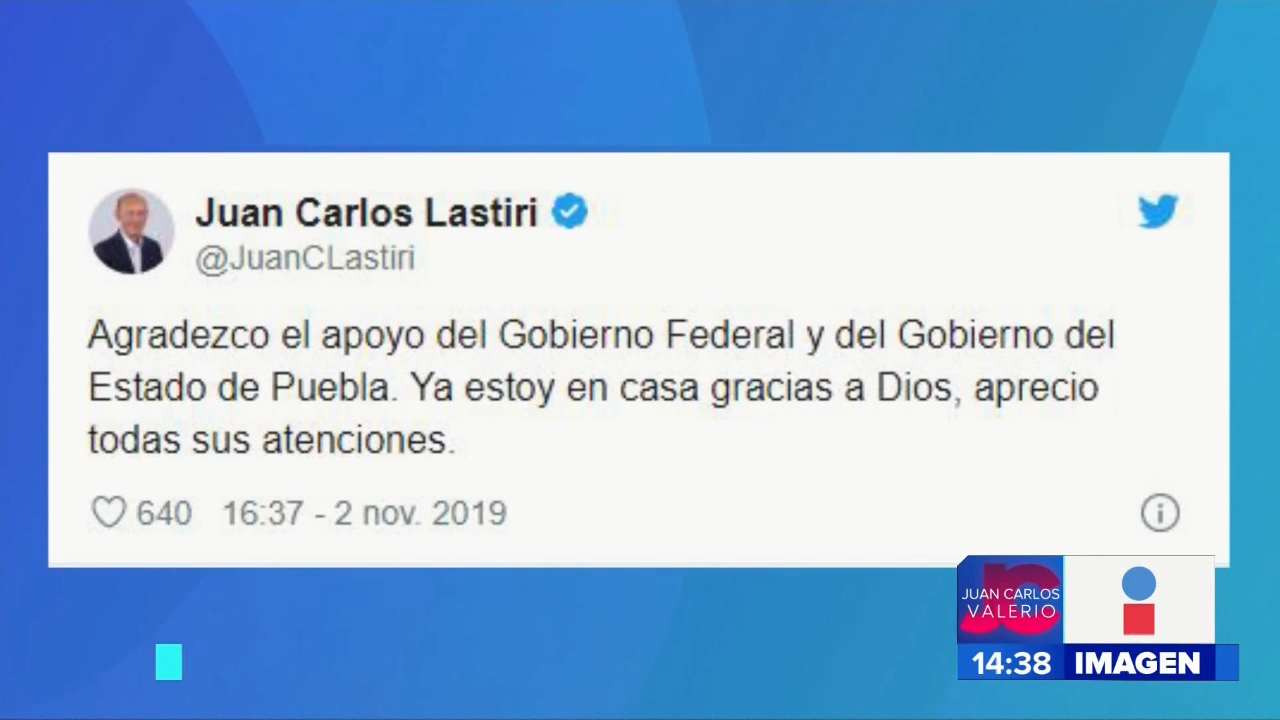 Juan Carlos Lastiri
@JuanCLastiri
Agradezco el apoyo del Gobierno Federal y del Gobierno del
Estado de Puebla. Ya estoy en casa gracias a Dios, aprecio
todas sus atenciones.
640 16:37 - 2 nov. 2019
JUAN CARLOS
VALERIO
14:38 IMAGEN